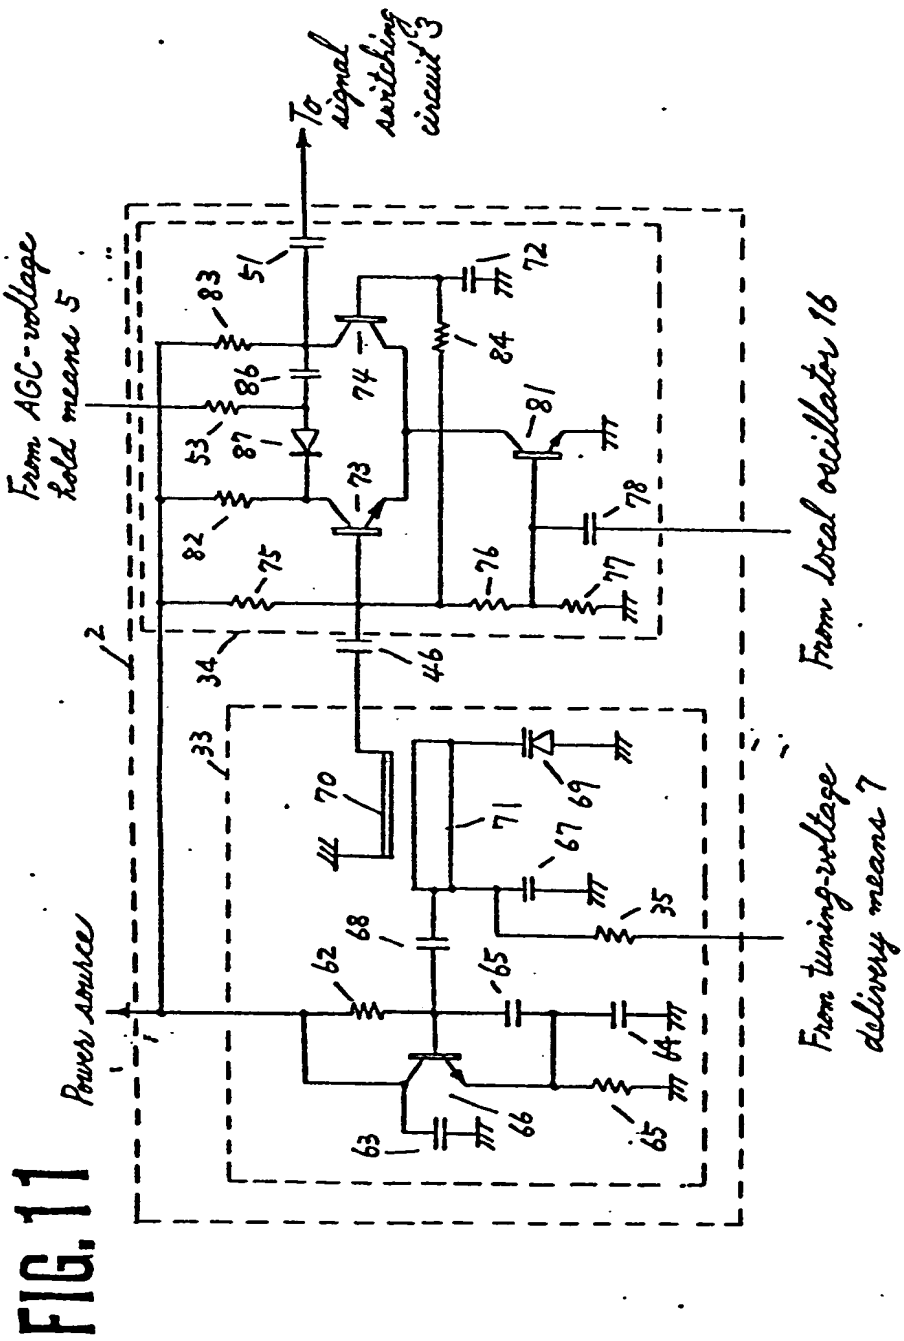 FIG.11
Power source
From AGC-voltage
hold means 5
To
signal
switching
circuit 3
2
33
34
82
75
53
87
86
83
51
73
74
72
84
81
76
77
78
46
70
71
69
67
35
68
62
65
64
65
66
63
From tuning-voltage
delivery means 7
From local oscillator 16